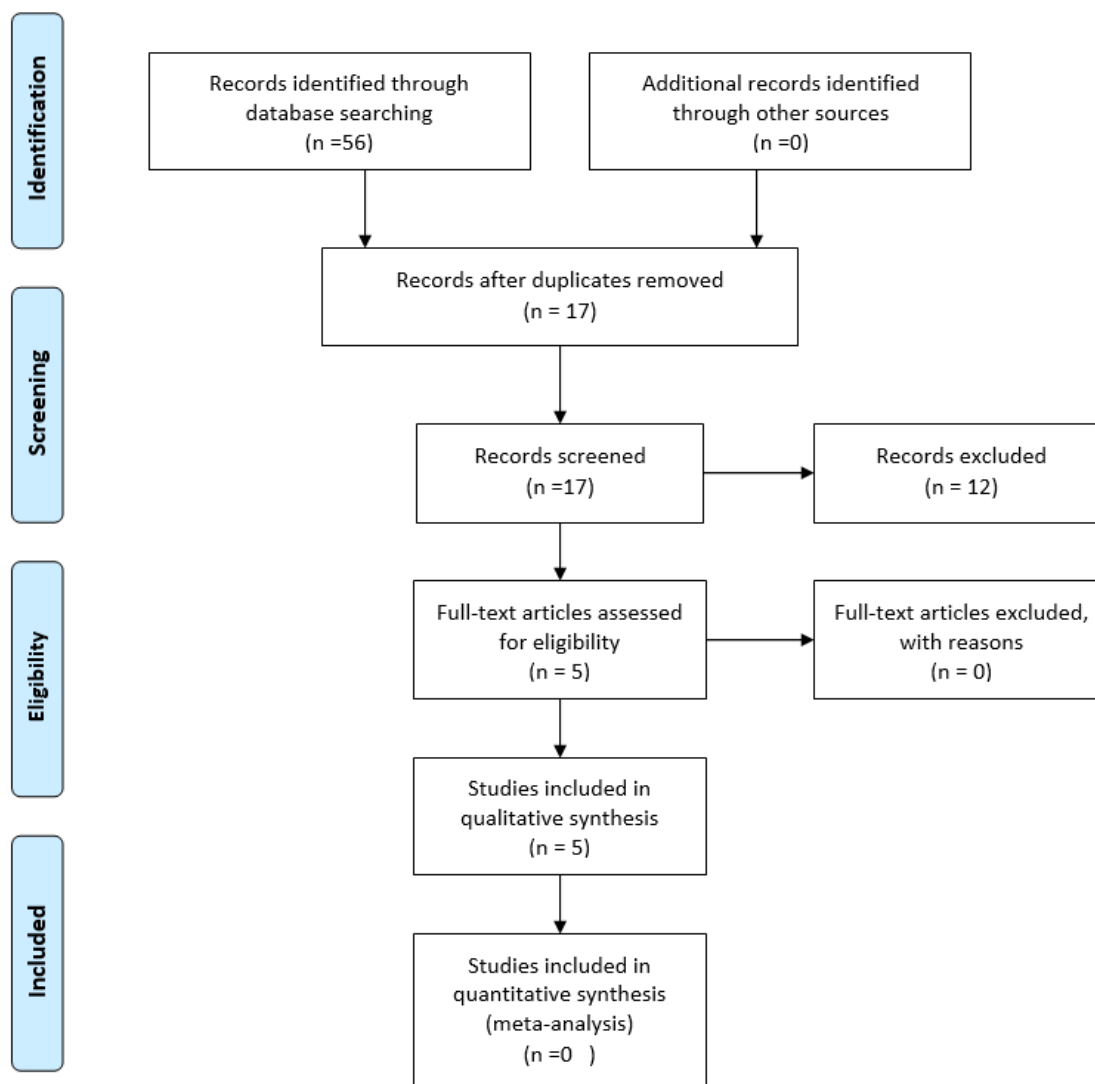 Identification
Records identified through
database searching
(n =56)
Additional records identified
through other sources
(n =0)
Records after duplicates removed
(n = 17)
Screening
Records screened
(n =17)
Records excluded
(n = 12)
Eligibility
Full-text articles assessed
for eligibility
(n = 5)
Full-text articles excluded,
with reasons
(n = 0)
Studies included in
qualitative synthesis
(n = 5)
Included
Studies included in
quantitative synthesis
(meta-analysis)
(n =0   )